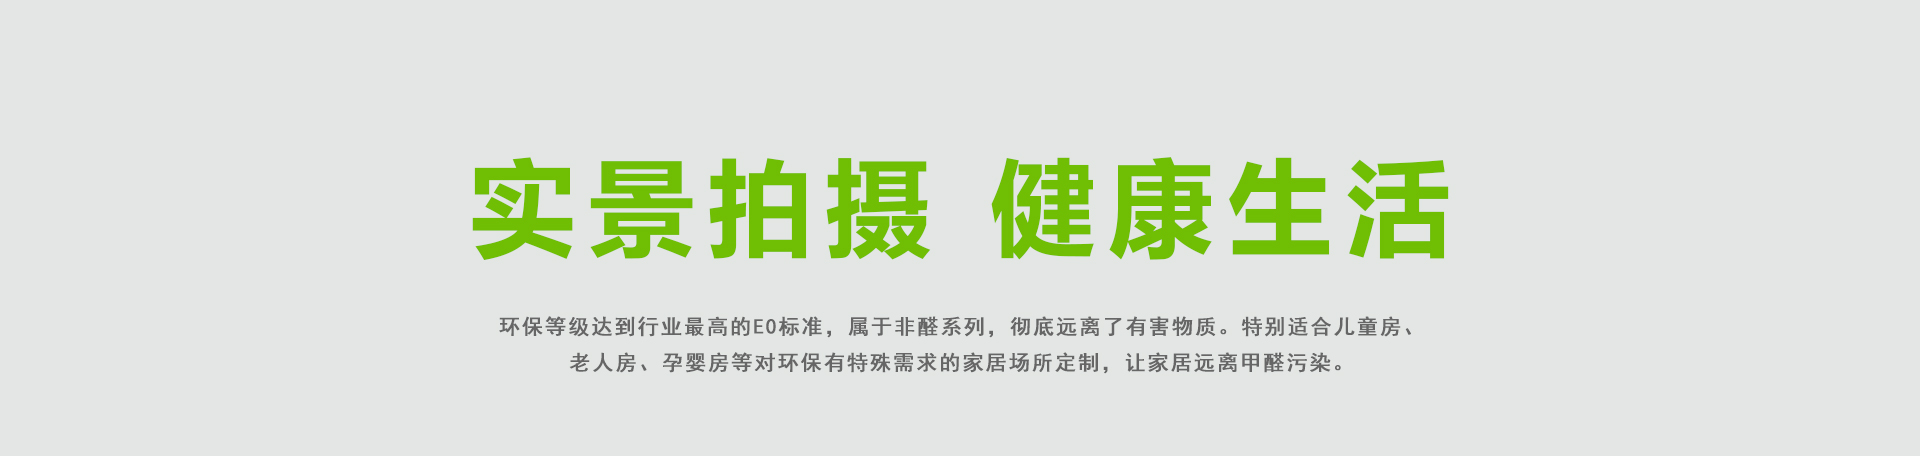 实景拍摄 健康生活
环保等级达到行业最高的E0标准，属于非醛系列，彻底远离了有害物质。特别适合儿童房、
老人房、孕婴房等对环保有特殊需求的家居场所定制，让家居远离甲醛污染。